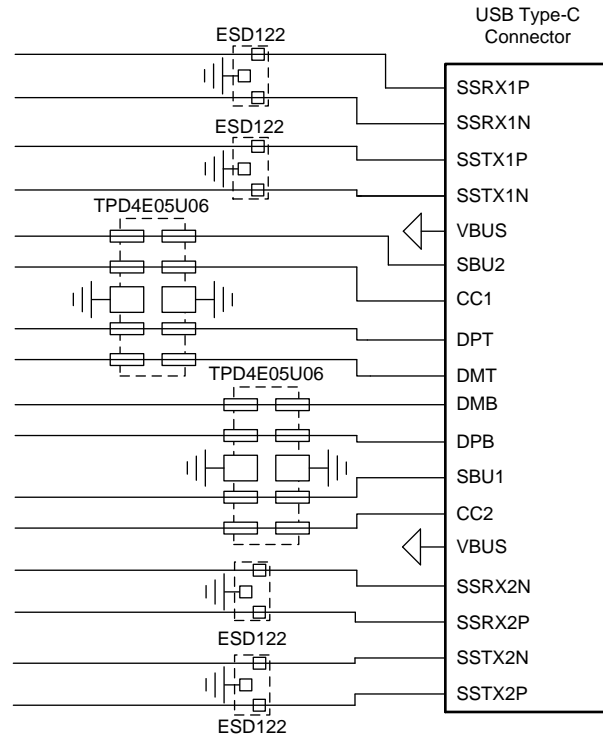 USB Type-C
Connector
ESD122
SSRX1P
SSRX1N
ESD122
SSTX1P
SSTX1N
TPD4E05U06
VBUS
SBU2
CC1
DPT
DMT
TPD4E05U06
DMB
DPB
SBU1
CC2
VBUS
SSRX2N
SSRX2P
ESD122
SSTX2N
SSTX2P
ESD122